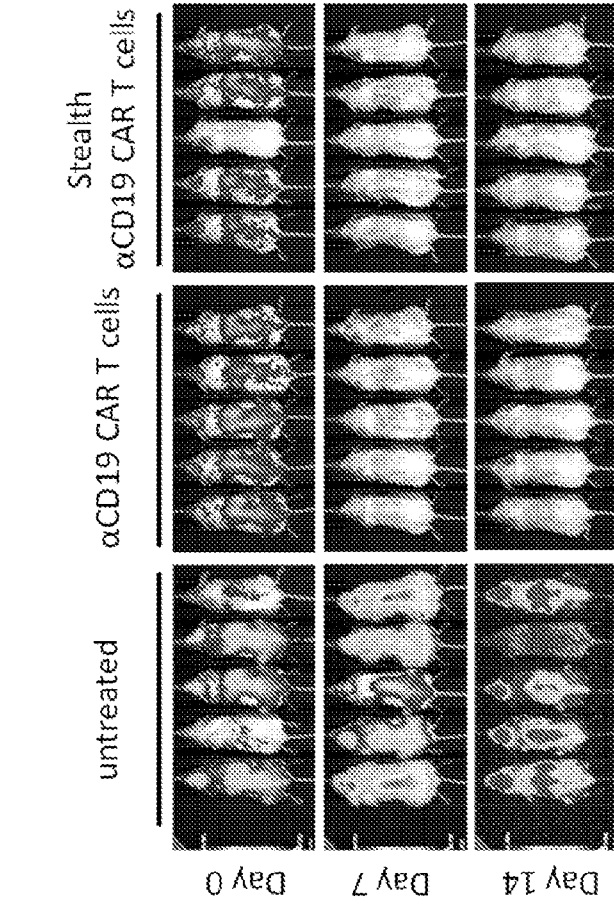 Stealth
αCD19 CAR T cells
αCD19 CAR T cells
untreated
Day 0
Day 7
Day 14